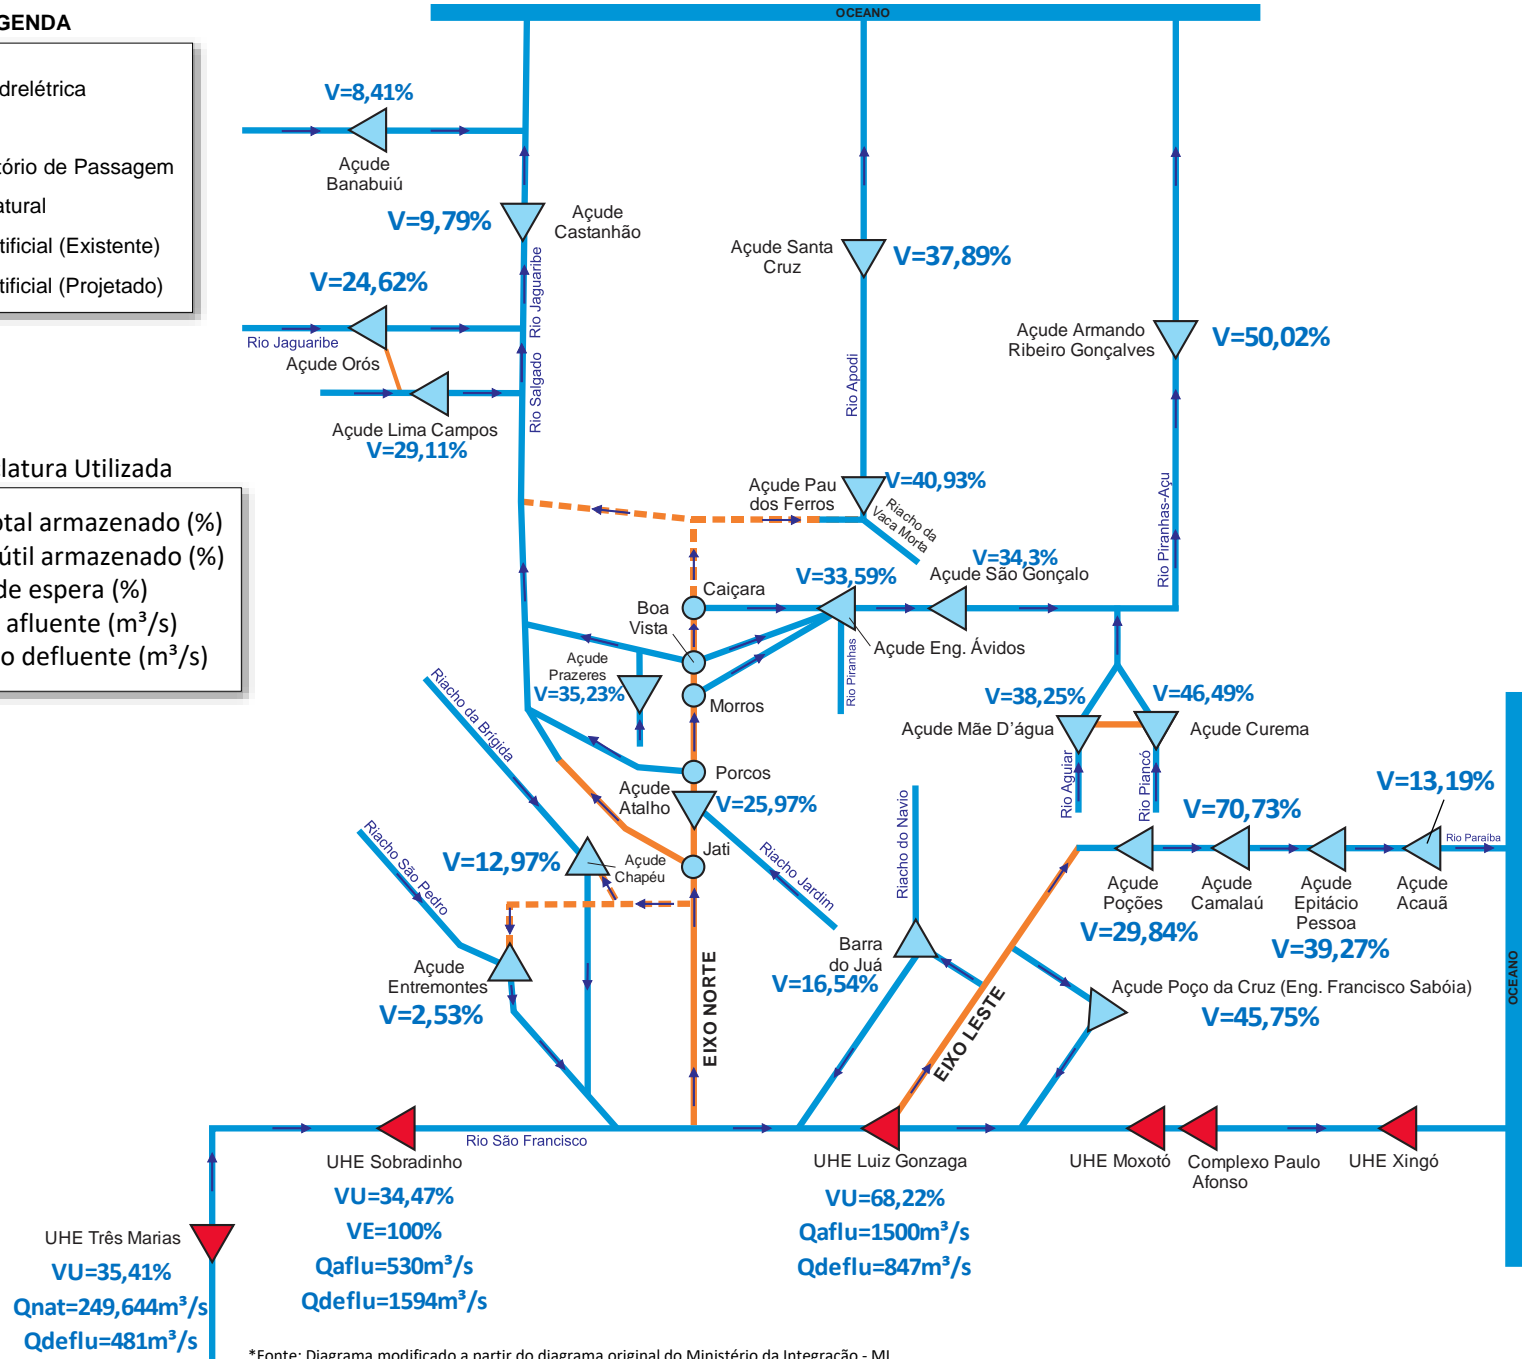 OCEANO
GENDA
drelétrica
tório de Passagem
atural
tificial (Existente)
tificial (Projetado)
latura Utilizada
otal armazenado (%)
útil armazenado (%)
de espera (%)
afluente (m³/s)
o defluente (m³/s)
V=8,41%
Açude
Banabuiú
V=9,79%
Açude
Castanhão
Rio Jaguaribe
V=24,62%
Rio Jaguaribe
Açude Orós
Rio Salgado
Açude Lima Campos
V=29,11%
Açude Santa
Cruz
V=37,89%
Rio Apodi
Açude Armando
Ribeiro Gonçalves
V=50,02%
Rio Piranhas-Açu
Açude Pau
dos Ferros
V=40,93%
Riacho da
Vaca Morta
V=34,3%
Açude São Gonçalo
V=33,59%
Caiçara
Boa
Vista
Açude Eng. Ávidos
Rio Piranhas
Açude
Prazeres
V=35,23%
Morros
Riacho da Brígida
Porcos
Açude
Atalho
V=25,97%
Jati
Riacho Jardim
V=12,97%
Açude
Chapéu
Riacho São Pedro
Açude
Entremontes
V=2,53%
EIXO NORTE
V=38,25%
V=46,49%
Açude Mãe D'água
Açude Curema
Rio Aguiar
Rio Piancó
V=13,19%
V=70,73%
Rio Paraíba
Açude
Poções
V=29,84%
Açude
Camalaú
Açude
Epitácio
Pessoa
V=39,27%
Açude
Acauã
Riacho do Navio
Barra
do Juá
V=16,54%
EIXO LESTE
Açude Poço da Cruz (Eng. Francisco Sabóia)
V=45,75%
OCEANO
Rio São Francisco
UHE Sobradinho
VU=34,47%
VE=100%
Qaflu=530m³/s
Qdeflu=1594m³/s
UHE Luiz Gonzaga
VU=68,22%
Qaflu=1500m³/s
Qdeflu=847m³/s
UHE Moxotó
Complexo Paulo
Afonso
UHE Xingó
UHE Três Marias
VU=35,41%
Qnat=249,644m³/s
Qdeflu=481m³/s
*Fonte: Diagrama modificado a partir do diagrama original do Ministério da Integração - MI